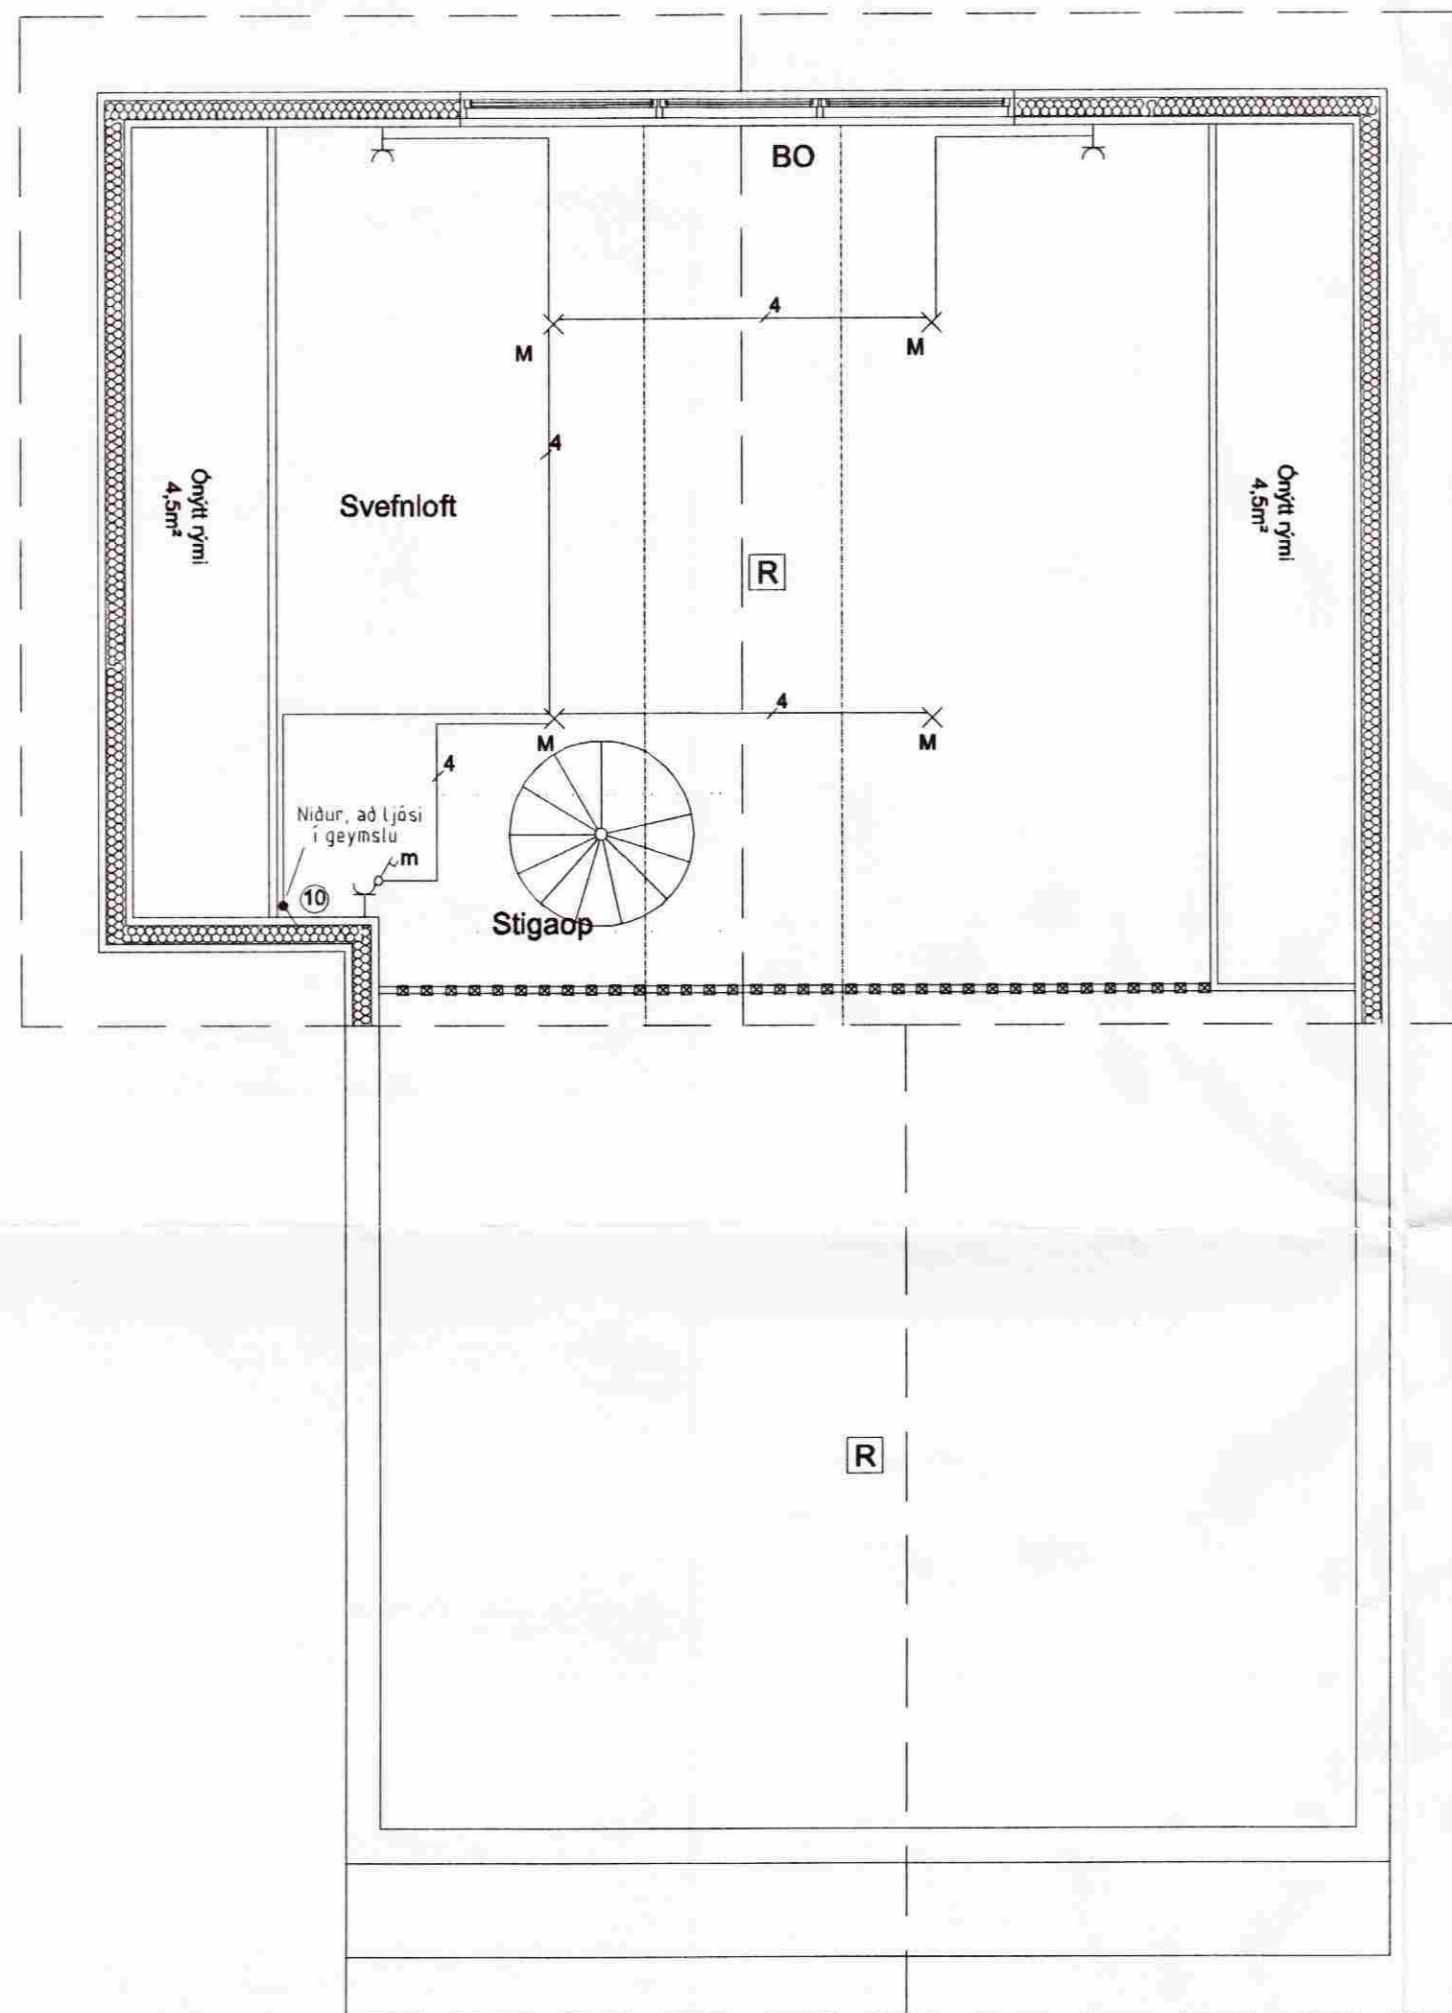 BO
4
M
M
4
Ónýtt rými
4,5m²
Svefnloft
Ónýtt rými
4,5m²
R
4
M
M
4
Niður, að ljósi
í geymslu
m
10
Stigaop
R